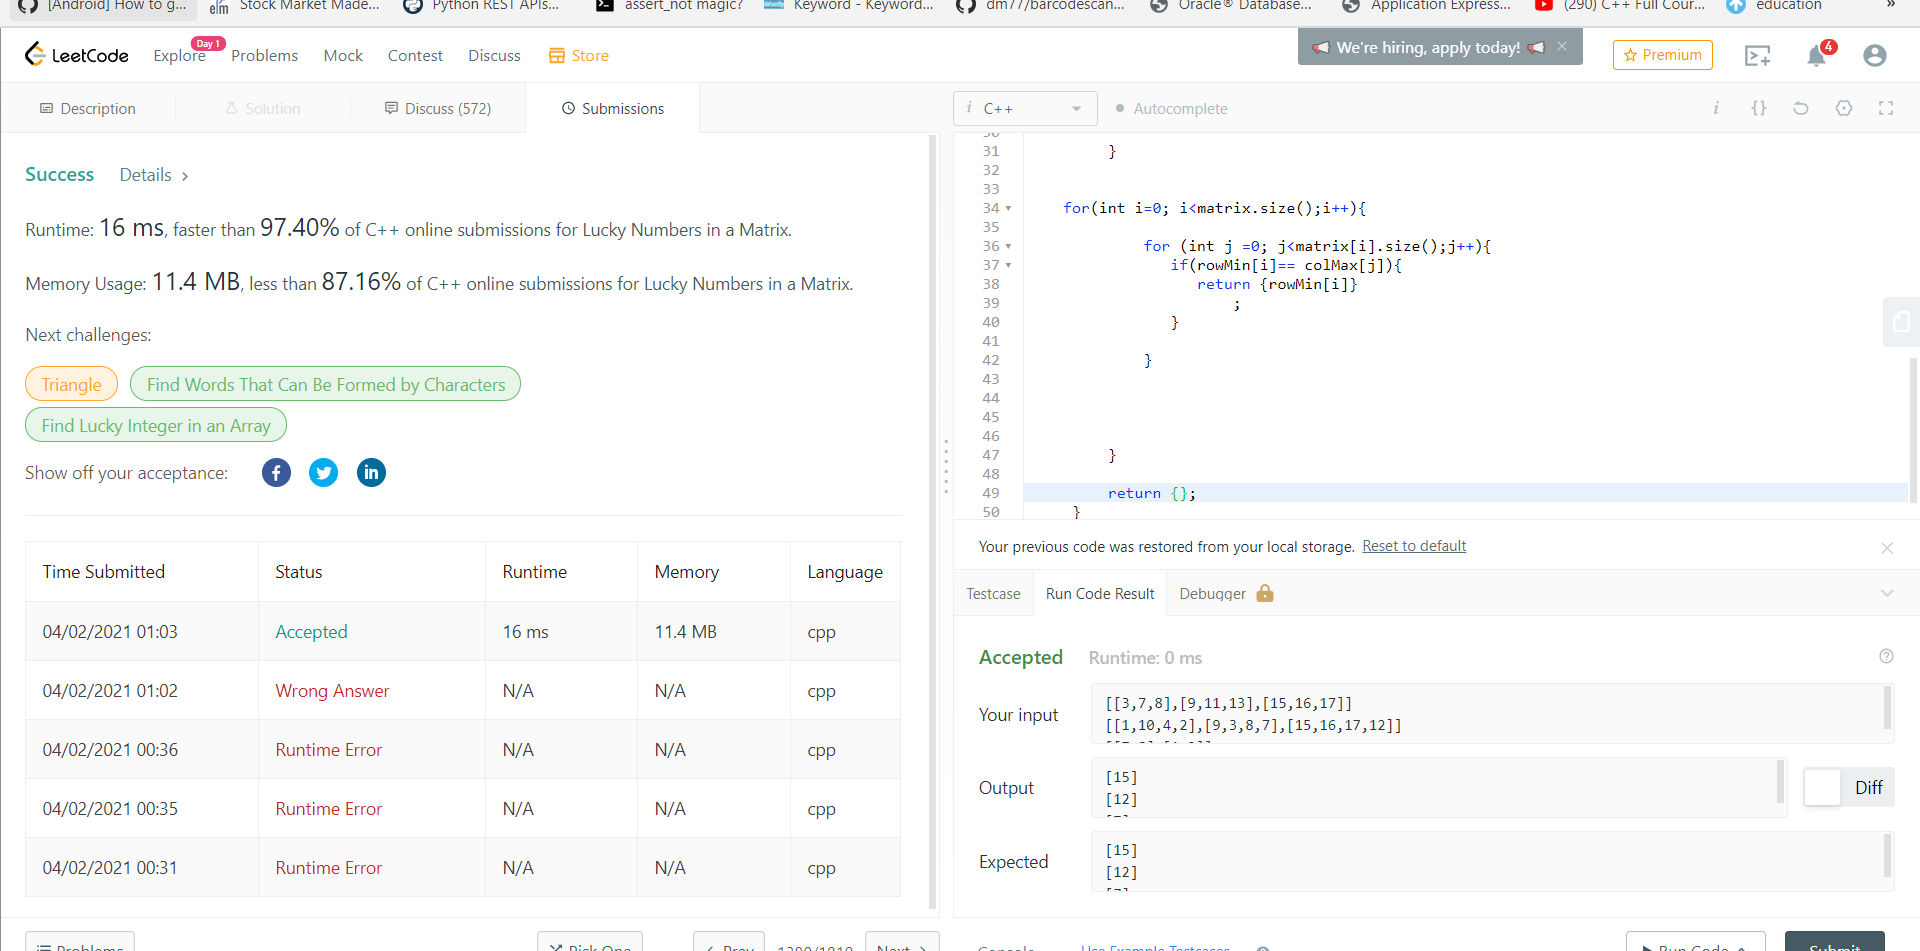 [Android] How to g... Stock Market Made... Python REST APIs... assert_not magic? Keyword - Keyword... dm77/barcodescan... Oracle® Database... Application Express... (290) C++ Full Cour... education »
LeetCode Explore Day 1 Problems Mock Contest Discuss Store We're hiring, apply today! × Premium 4
Description Solution Discuss (572) Submissions
Success Details >
Runtime: 16 ms, faster than 97.40% of C++ online submissions for Lucky Numbers in a Matrix.
Memory Usage: 11.4 MB, less than 87.16% of C++ online submissions for Lucky Numbers in a Matrix.
Next challenges:
Triangle Find Words That Can Be Formed by Characters
Find Lucky Integer in an Array
Show off your acceptance:
Time Submitted Status Runtime Memory Language
04/02/2021 01:03 Accepted 16 ms 11.4 MB cpp
04/02/2021 01:02 Wrong Answer N/A N/A cpp
04/02/2021 00:36 Runtime Error N/A N/A cpp
04/02/2021 00:35 Runtime Error N/A N/A cpp
04/02/2021 00:31 Runtime Error N/A N/A cpp
Problems Pick One < Prev 1380/1819 Next >
i C++ Autocomplete i {}
30
31 }
32
33
34 for(int i=0; i<matrix.size();i++){
35
36 for (int j =0; j<matrix[i].size();j++){
37 if(rowMin[i]== colMax[j]){
38 return {rowMin[i]}
39 ;
40 }
41
42 }
43
44
45
46
47 }
48
49 return {};
50 }
Your previous code was restored from your local storage. Reset to default
Testcase Run Code Result Debugger
Accepted Runtime: 0 ms
Your input
[[3,7,8],[9,11,13],[15,16,17]]
[[1,10,4,2],[9,3,8,7],[15,16,17,12]]
Output
[15]
[12]
Diff
Expected
[15]
[12]
Console Use Example Testcases Run Code Submit